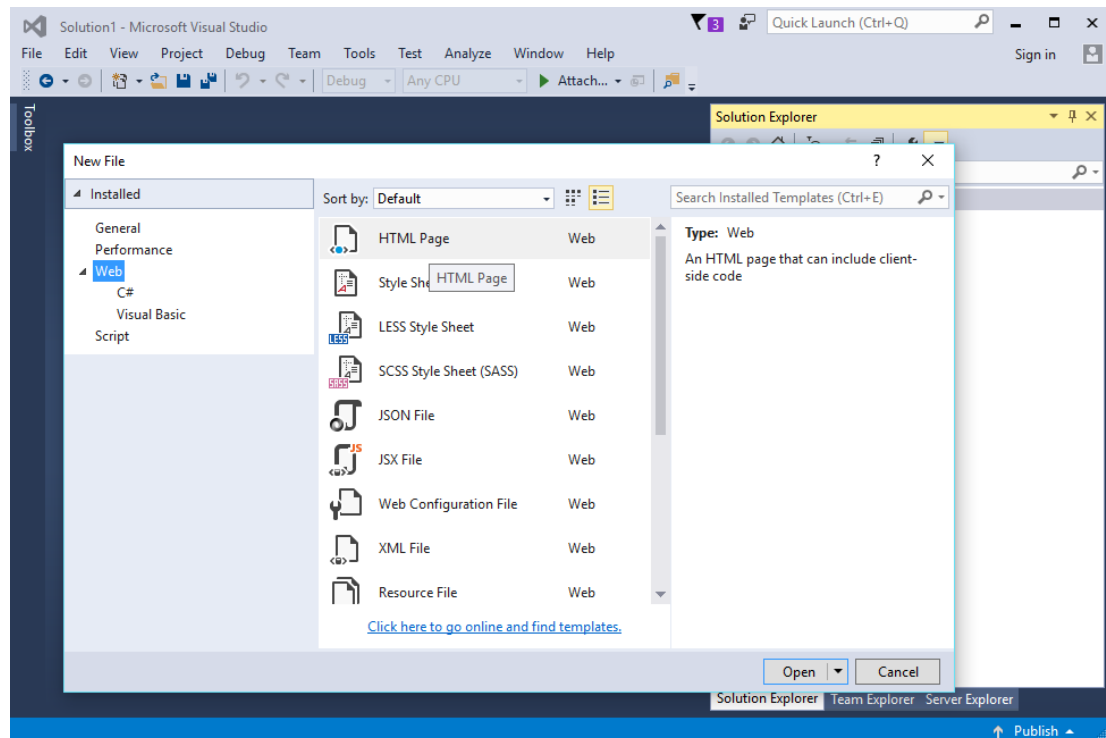 Solution1 - Microsoft Visual Studio
3
Quick Launch (Ctrl+Q)
File Edit View Project Debug Team Tools Test Analyze Window Help
Sign in
Debug Any CPU Attach...
Toolbox
Solution Explorer
New File
?
Installed
Sort by: Default
Search Installed Templates (Ctrl+E)
General
Performance
Web
C#
Visual Basic
Script
HTML Page Web
HTML Page
Style She Web
LESS Style Sheet Web
LESS
SCSS Style Sheet (SASS) Web
SASS
JSON File Web
JSX File Web
JS
Web Configuration File Web
XML File Web
Resource File Web
Click here to go online and find templates.
Type: Web
An HTML page that can include client-
side code
Open Cancel
Solution Explorer Team Explorer Server Explorer
Publish